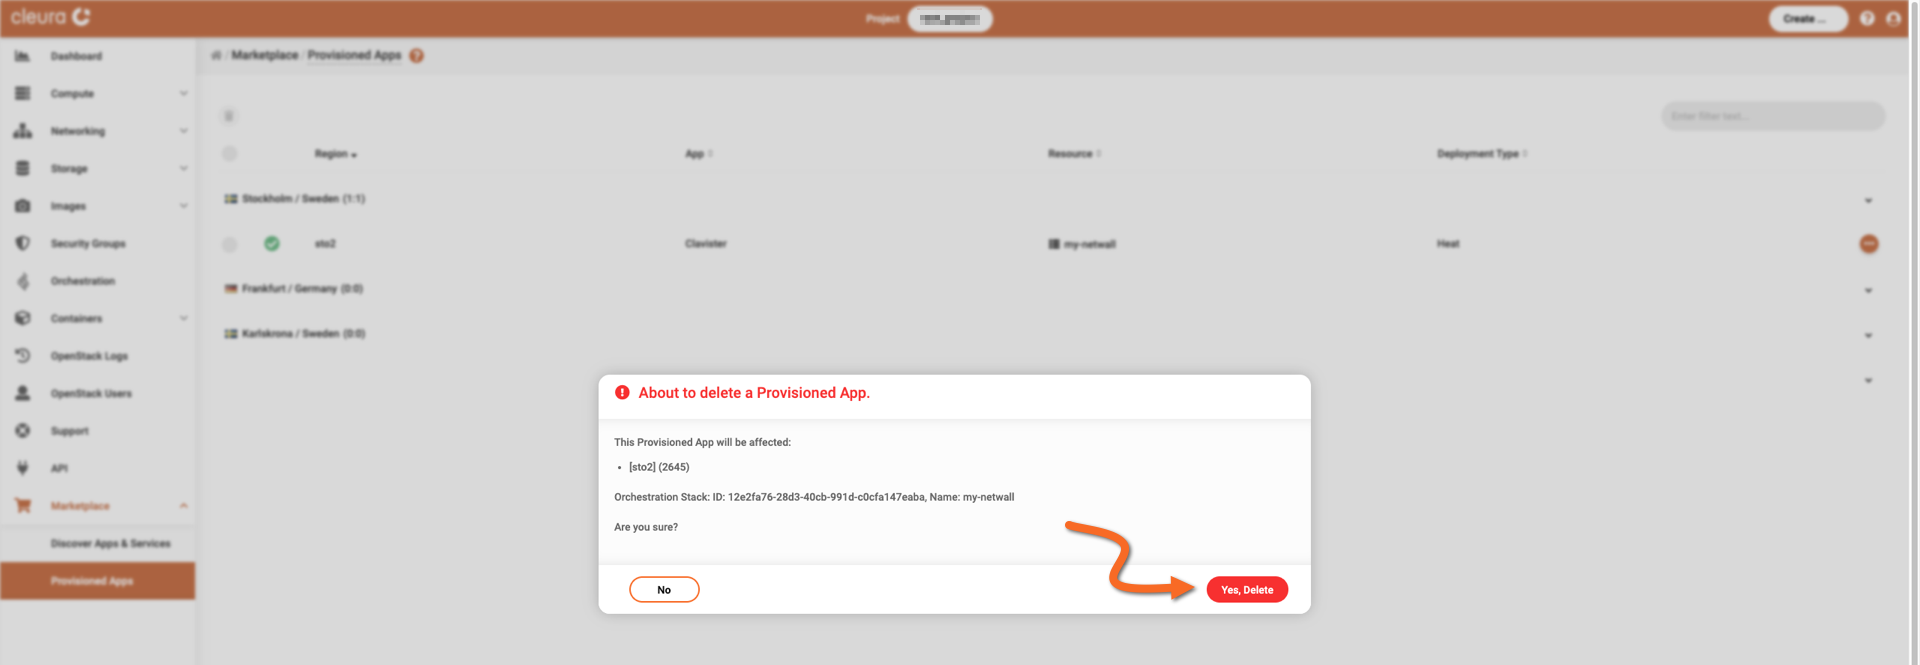 cleura
Project
Create ...
Marketplace / Provisioned Apps
Dashboard
Compute
Networking
Storage
Images
Security Groups
Orchestration
Containers
OpenStack Logs
OpenStack Users
Support
API
Marketplace
Discover Apps & Services
Provisioned Apps
Enter filter text...
Region App Resource Deployment Type
Stockholm / Sweden (1:1)
sto2 Clavister my-netwall Heat
Frankfurt / Germany (0:0)
Karlskrona / Sweden (0:0)
About to delete a Provisioned App.
This Provisioned App will be affected:
• [sto2] (2645)
Orchestration Stack: ID: 12e2fa76-28d3-40cb-991d-c0cfa147eaba, Name: my-netwall
Are you sure?
No
Yes, Delete